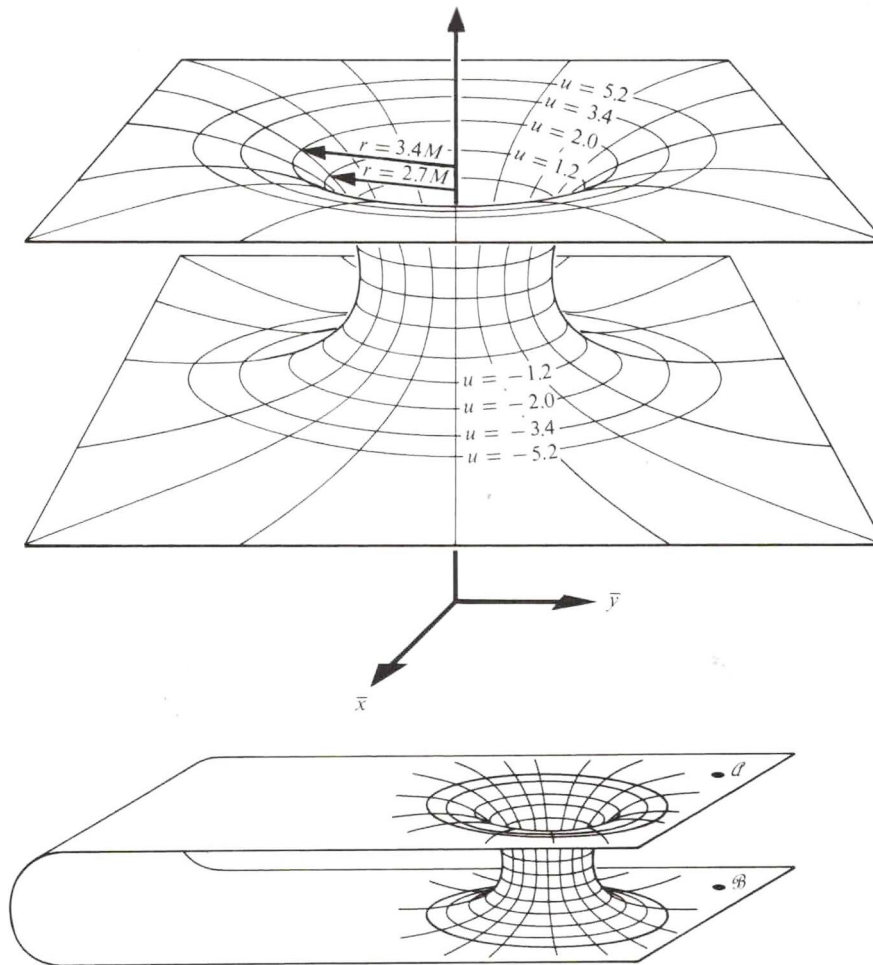 u = 5.2
u = 3.4
u = 2.0
u = 1.2
r = 3.4M
r = 2.7M
u = −1.2
u = −2.0
u = −3.4
u = −5.2
y̅
x̅
𝒜
ℬ